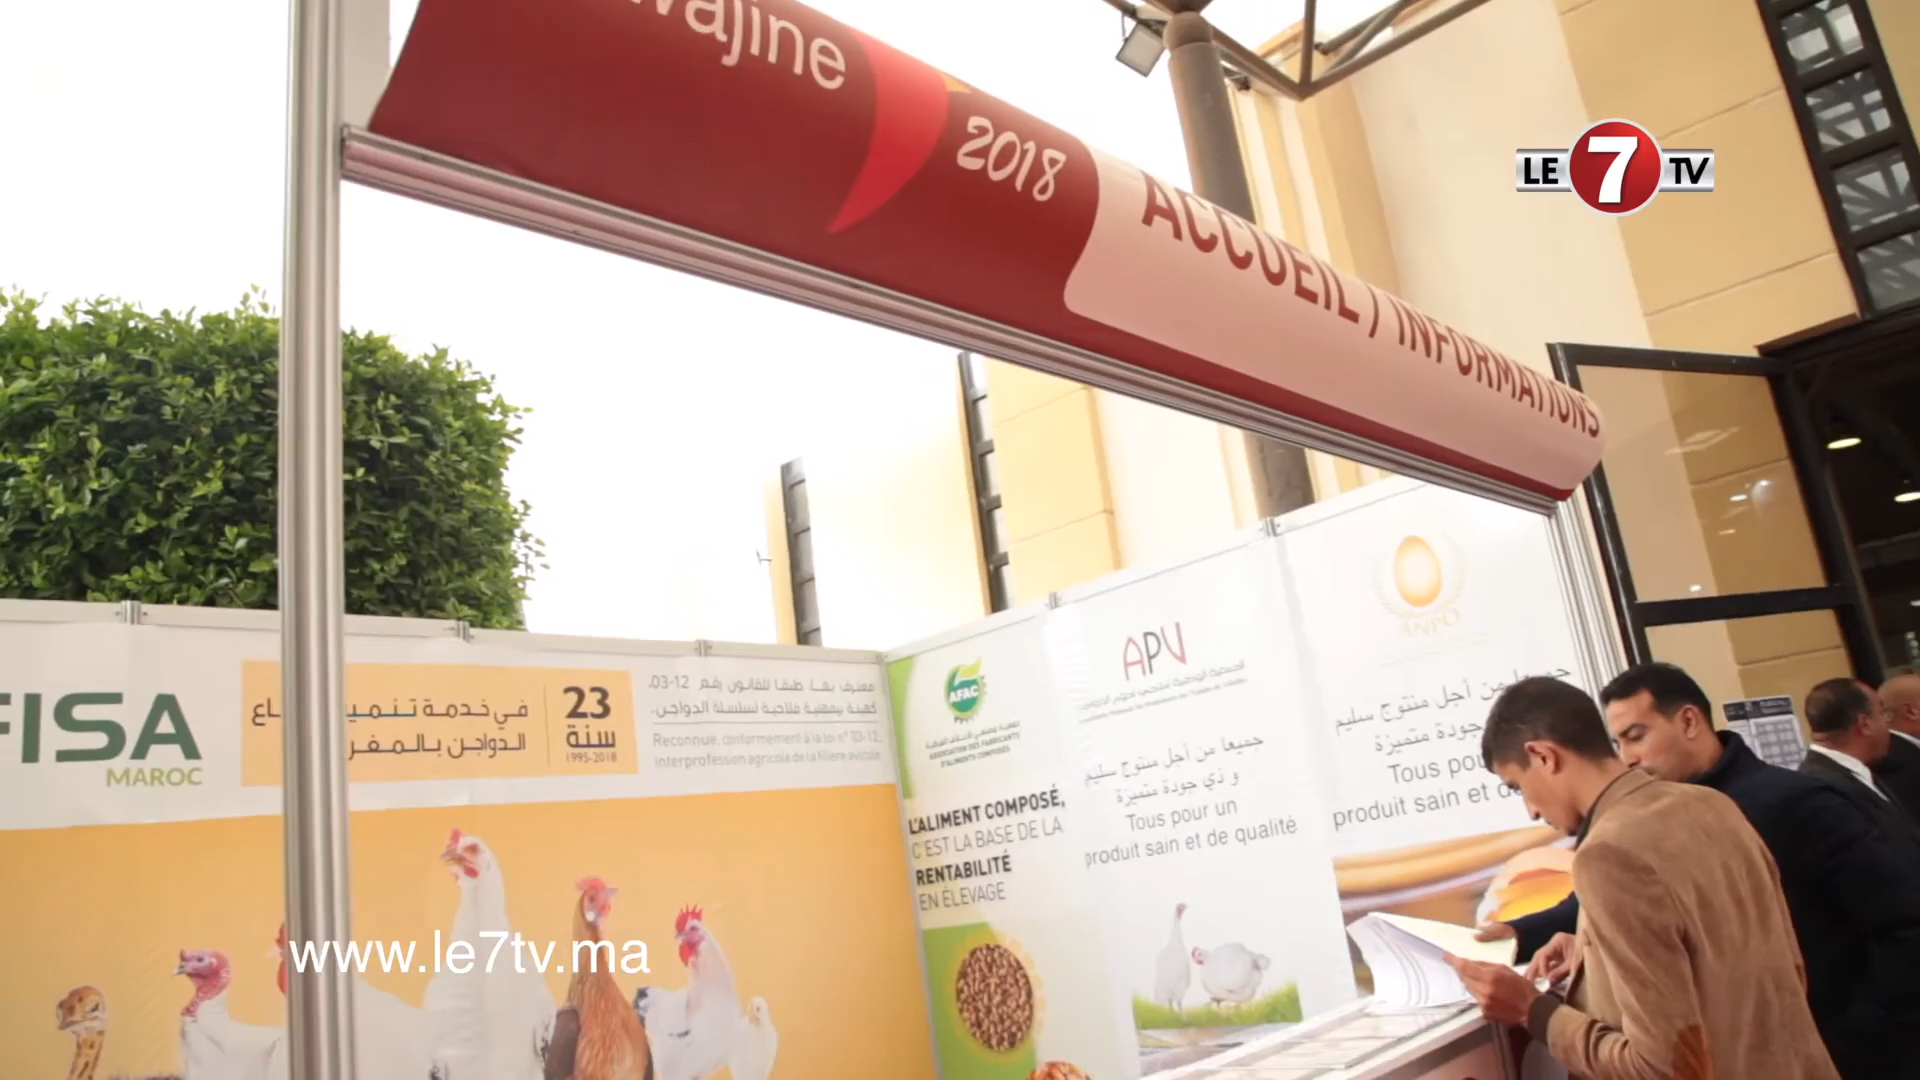 wajine
2018
ACCUEIL / INFORMATIONS
LE 7 TV
FISA
MAROC
في خدمة
الدواجن
23
سنة
1995-2018
معترف بها طبقا للقانون رقم 03-12،
كهيئة بيمهنية فلاحية لسلسلة الدواجن.
Reconnue, conformément à la loi n° 03-12,
interprofession agricole de la filière avicole
AFAC
ASSOCIATION DES FABRICANTS
D'ALIMENTS COMPOSÉS
L'ALIMENT COMPOSÉ,
C'EST LA BASE DE LA
RENTABILITÉ
EN ÉLEVAGE
APV
جميعا من أجل منتوج سليم
و ذي جودة متميزة
Tous pour un
produit sain et de qualité
ANPO
من أجل منتوج سليم
جودة متميزة
Tous
produit sain et
www.le7tv.ma